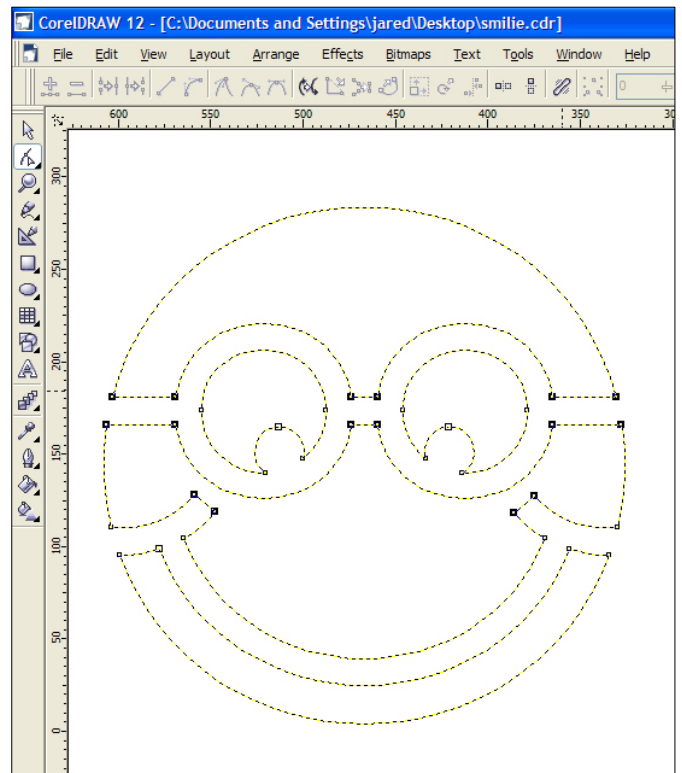 CorelDRAW 12 - [C:\Documents and Settings\jared\Desktop\smilie.cdr]
File Edit View Layout Arrange Effects Bitmaps Text Tools Window Help
0
600 550 500 450 400 350 300
300
250
200
150
100
50
0